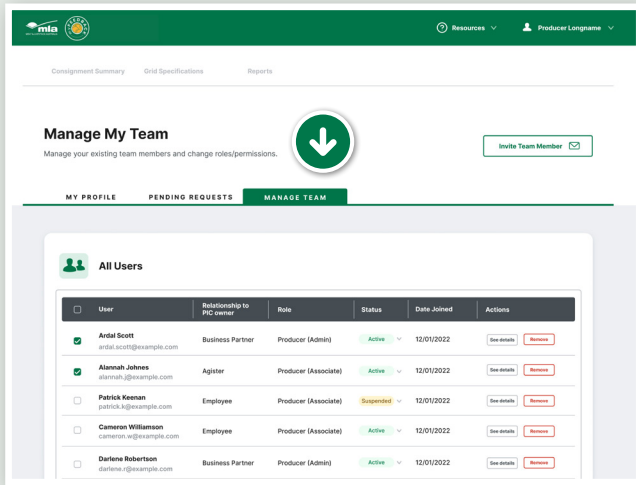 mla
FEEDBACK
Resources
Producer Longname
Consignment Summary Grid Specifications Reports
Manage My Team
Manage your existing team members and change roles/permissions.
Invite Team Member
MY PROFILE PENDING REQUESTS MANAGE TEAM
All Users
User Relationship to PIC owner Role Status Date Joined Actions
Ardal Scott
ardal.scott@example.com
Business Partner Producer (Admin) Active 12/01/2022 See details Remove
Alannah Johnes
alannah.j@example.com
Agister Producer (Associate) Active 12/01/2022 See details Remove
Patrick Keenan
patrick.k@example.com
Employee Producer (Associate) Suspended 12/01/2022 See details Remove
Cameron Williamson
cameron.w@example.com
Employee Producer (Associate) Active 12/01/2022 See details Remove
Darlene Robertson
darlene.r@example.com
Business Partner Producer (Admin) Active 12/01/2022 See details Remove